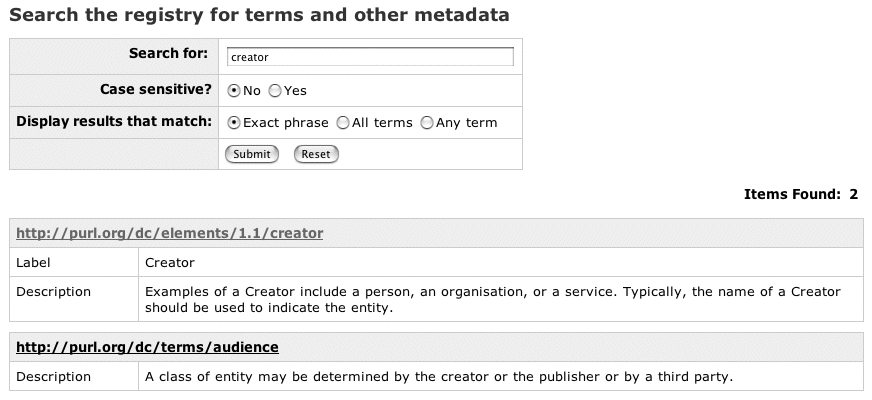 Search the registry for terms and other metadata
Search for: creator
Case sensitive? No Yes
Display results that match: Exact phrase All terms Any term
Submit Reset
Items Found: 2
http://purl.org/dc/elements/1.1/creator
Label Creator
Description Examples of a Creator include a person, an organisation, or a service. Typically, the name of a Creator
should be used to indicate the entity.
http://purl.org/dc/terms/audience
Description A class of entity may be determined by the creator or the publisher or by a third party.